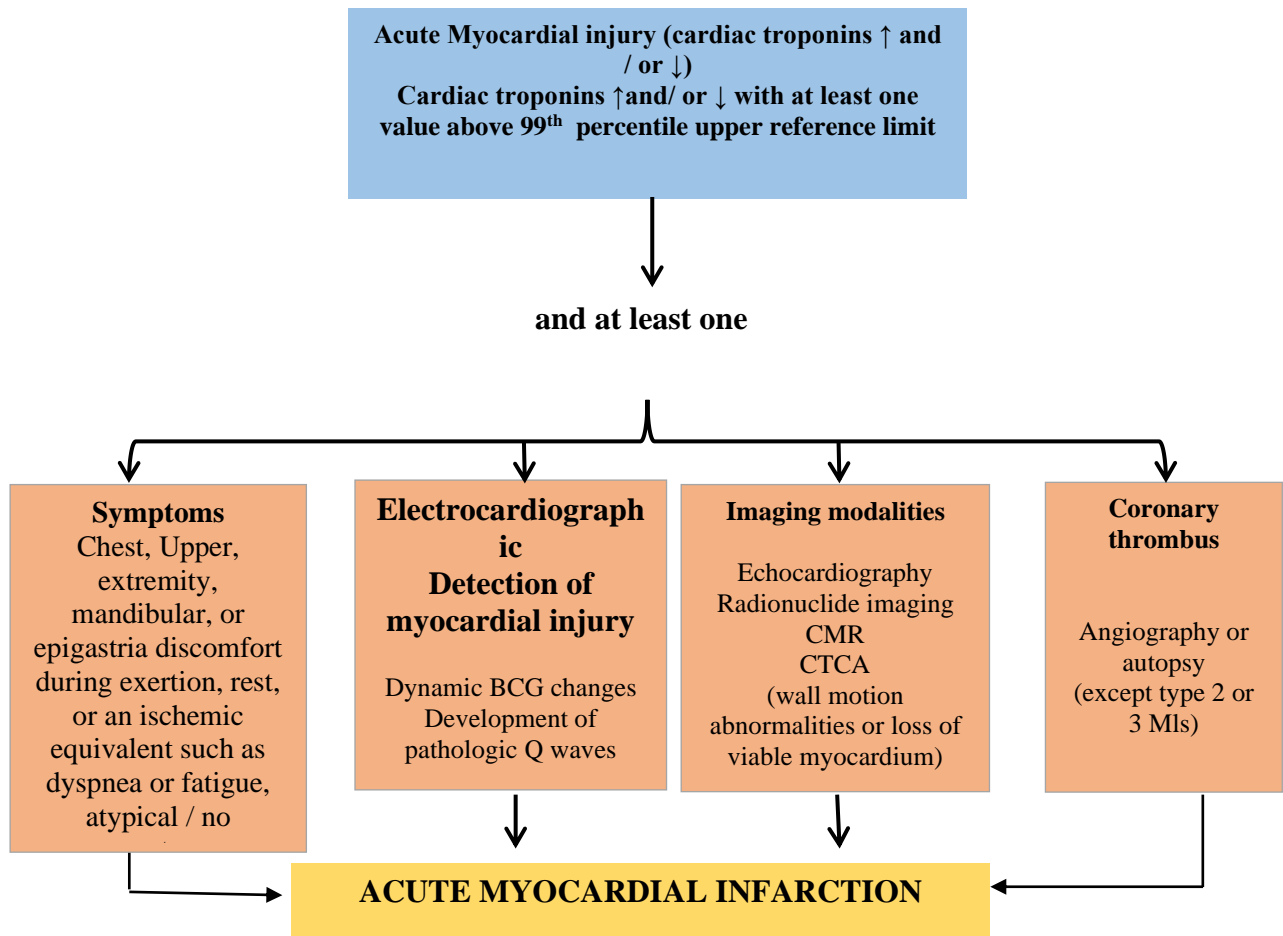 Acute Myocardial injury (cardiac troponins ↑ and
/ or ↓)
Cardiac troponins ↑and/ or ↓ with at least one
value above 99th percentile upper reference limit
and at least one
Symptoms
Chest, Upper,
extremity,
mandibular, or
epigastria discomfort
during exertion, rest,
or an ischemic
equivalent such as
dyspnea or fatigue,
atypical / no
Electrocardiograph
ic
Detection of
myocardial injury
Dynamic BCG changes
Development of
pathologic Q waves
Imaging modalities
Echocardiography
Radionuclide imaging
CMR
CTCA
(wall motion
abnormalities or loss of
viable myocardium)
Coronary
thrombus
Angiography or
autopsy
(except type 2 or
3 Mls)
ACUTE MYOCARDIAL INFARCTION